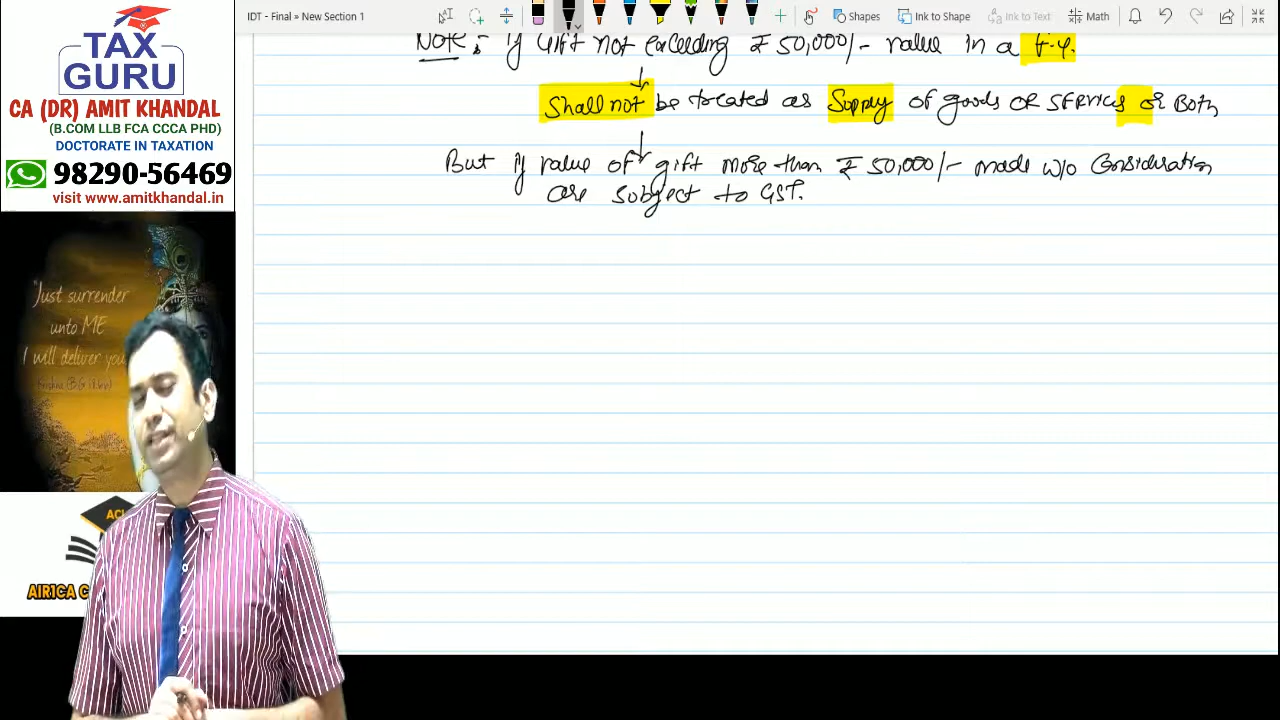 IDT - Final » New Section 1
Shapes
Ink to Shape
Ink to Text
Math
TAX
GURU
CA (DR) AMIT KHANDAL
(B.COM LLB FCA CCCA PHD)
DOCTORATE IN TAXATION
98290-56469
visit www.amitkhandal.in
Note :- if Gift not exceeding ₹ 50,000/- value in a F.Y.
Shall not be treated as Supply of goods or services or Both
But if value of gift more than ₹ 50,000/- made w/o Consideration
are subject to GST.
"Just surrender
unto ME
I will deliver you
ACI
AIR1CA C